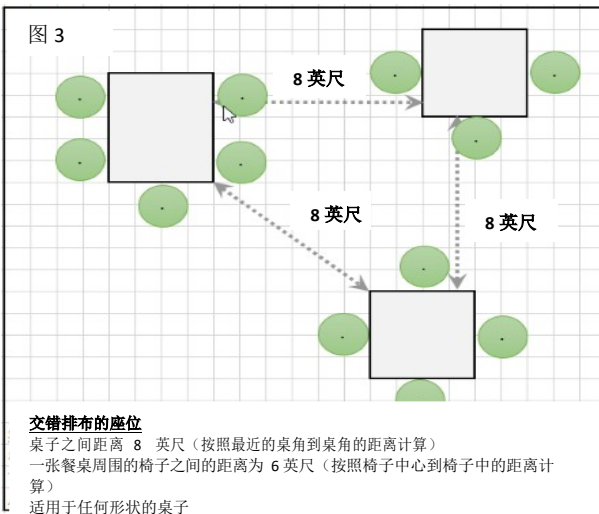 图 3
8 英尺
8 英尺
8 英尺
交错排布的座位
桌子之间距离 8 英尺（按照最近的桌角到桌角的距离计算）
一张餐桌周围的椅子之间的距离为 6 英尺（按照椅子中心到椅子中的距离计
算）
适用于任何形状的桌子